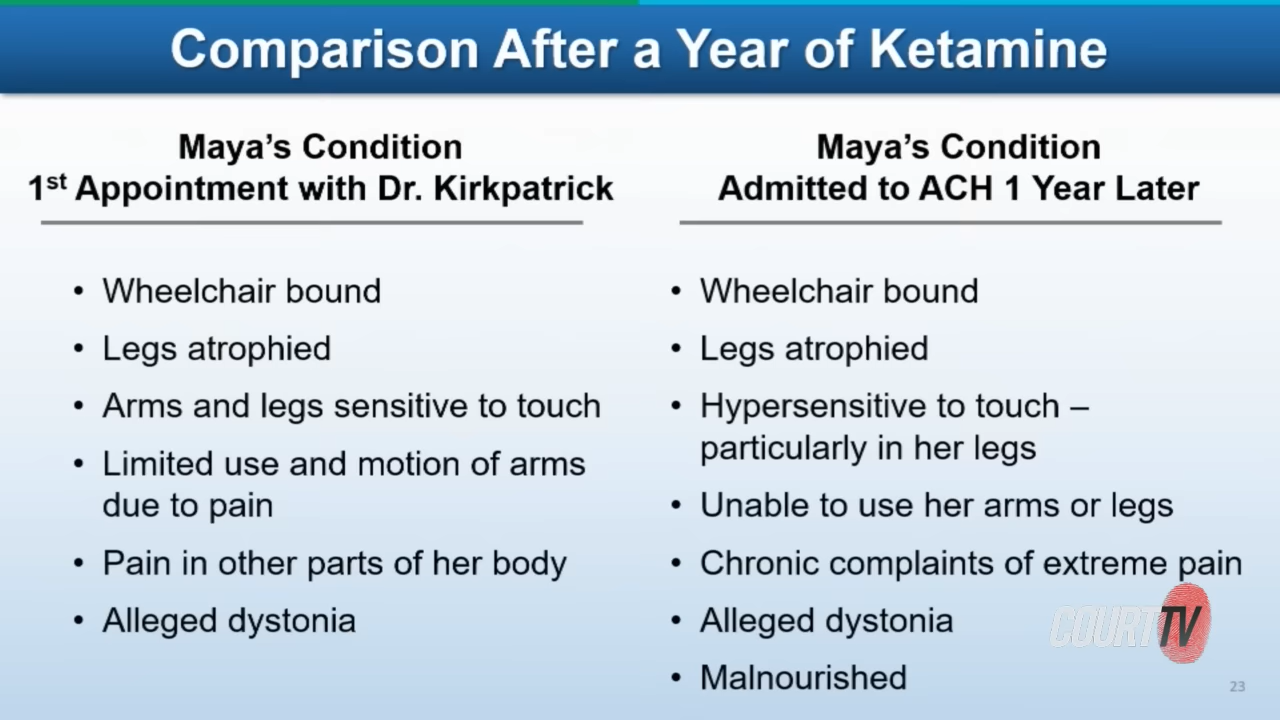 Comparison After a Year of Ketamine
Maya's Condition
1st Appointment with Dr. Kirkpatrick
• Wheelchair bound
• Legs atrophied
• Arms and legs sensitive to touch
• Limited use and motion of arms
due to pain
• Pain in other parts of her body
• Alleged dystonia
Maya's Condition
Admitted to ACH 1 Year Later
• Wheelchair bound
• Legs atrophied
• Hypersensitive to touch –
particularly in her legs
• Unable to use her arms or legs
• Chronic complaints of extreme pain
• Alleged dystonia
• Malnourished
COURT TV
23